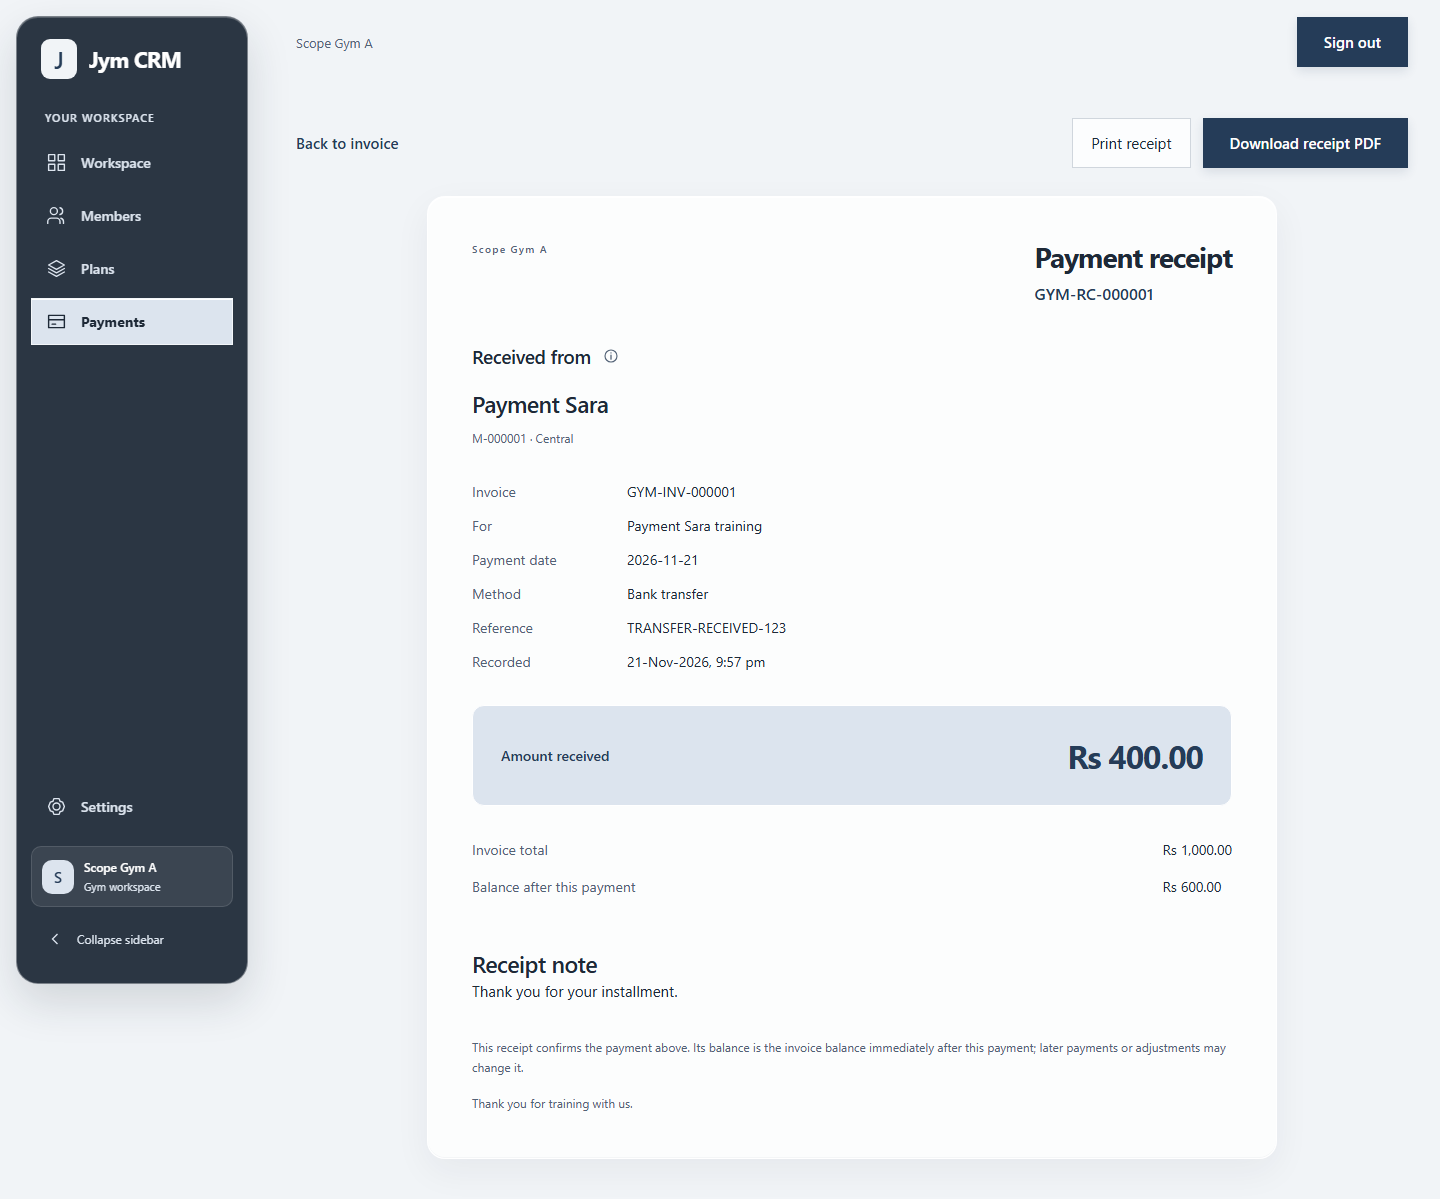 J Jym CRM
YOUR WORKSPACE
Workspace
Members
Plans
Payments
Settings
S
Scope Gym A
Gym workspace
Collapse sidebar
Scope Gym A
Sign out
Back to invoice
Print receipt
Download receipt PDF
Scope Gym A
Payment receipt
GYM-RC-000001
Received from
Payment Sara
M-000001 · Central
Invoice GYM-INV-000001
For Payment Sara training
Payment date 2026-11-21
Method Bank transfer
Reference TRANSFER-RECEIVED-123
Recorded 21-Nov-2026, 9:57 pm
Amount received Rs 400.00
Invoice total Rs 1,000.00
Balance after this payment Rs 600.00
Receipt note
Thank you for your installment.
This receipt confirms the payment above. Its balance is the invoice balance immediately after this payment; later payments or adjustments may
change it.
Thank you for training with us.